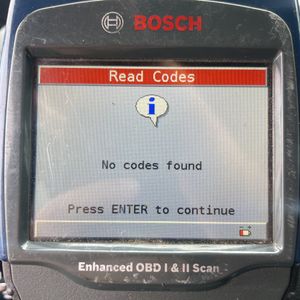 BOSCH
Read Codes
i
No codes found
Press ENTER to continue
Enhanced OBD I & II Scan